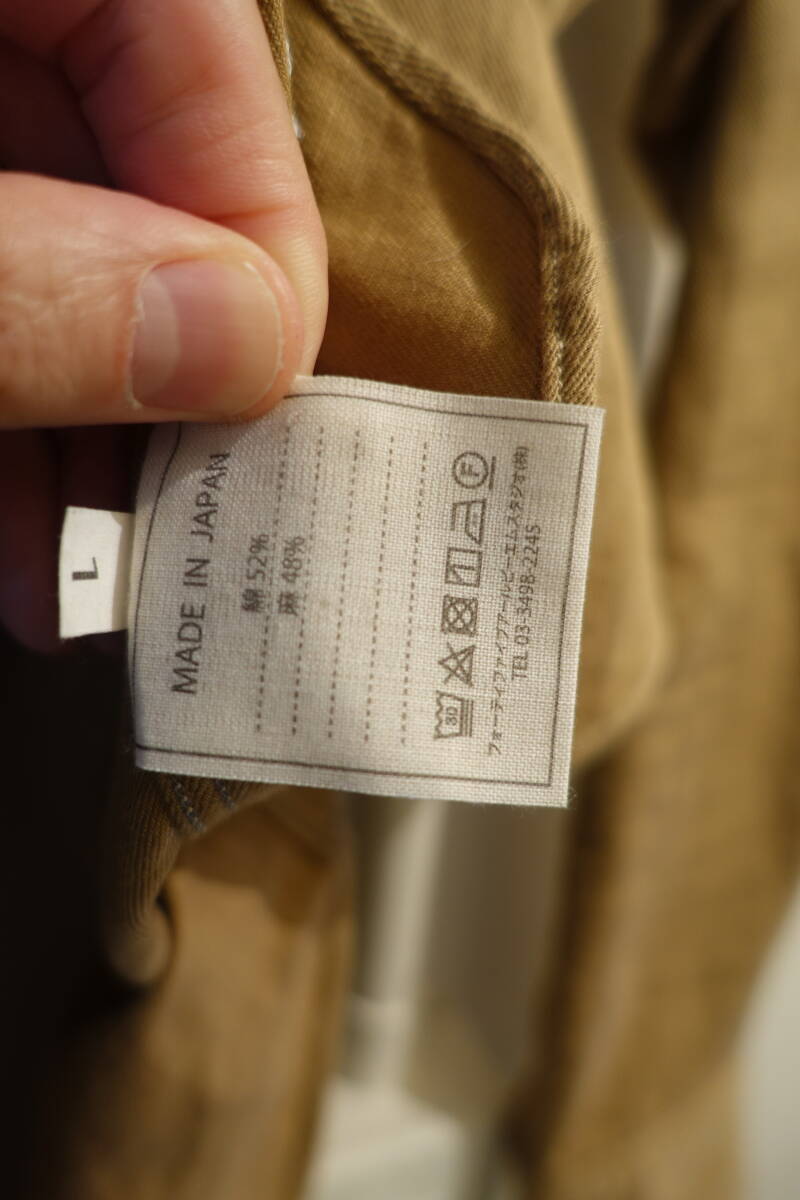 MADE IN JAPAN
綿 52%
麻 48%
30
F
フォーティファイブアールピーエムスタジオ(株)
TEL 03-3498-2245
L